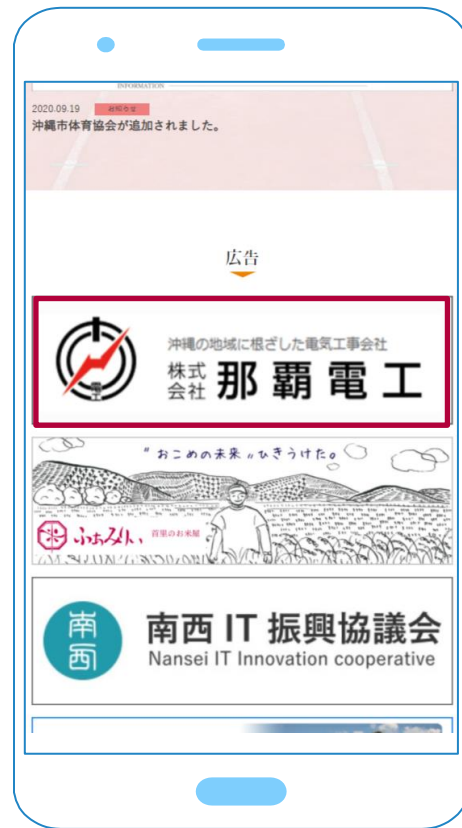 INFORMATION
2020.09.19 お知らせ
沖縄市体育協会が追加されました。
広告
沖縄の地域に根ざした電気工事会社
株式会社 那覇電工
電工
"おこめの未来"ひきうけた。
ふぁみりい 首里のお米屋
南西
南西 IT 振興協議会
Nansei IT Innovation cooperative